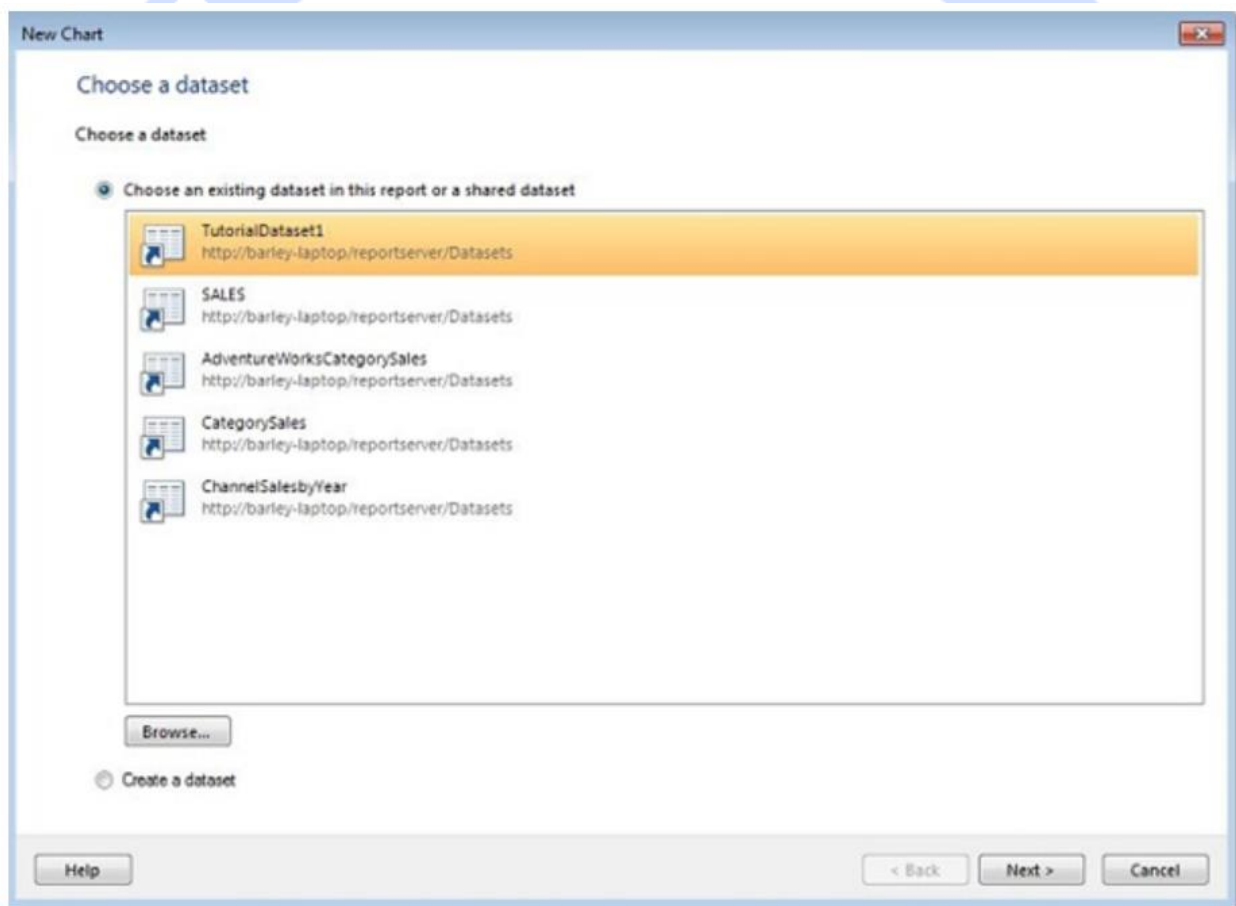 New Chart
Choose a dataset
Choose a dataset
Choose an existing dataset in this report or a shared dataset
TutorialDataset1
http://barley-laptop/reportserver/Datasets
SALES
http://barley-laptop/reportserver/Datasets
AdventureWorksCategorySales
http://barley-laptop/reportserver/Datasets
CategorySales
http://barley-laptop/reportserver/Datasets
ChannelSalesbyYear
http://barley-laptop/reportserver/Datasets
Browse...
Create a dataset
Help < Back Next > Cancel